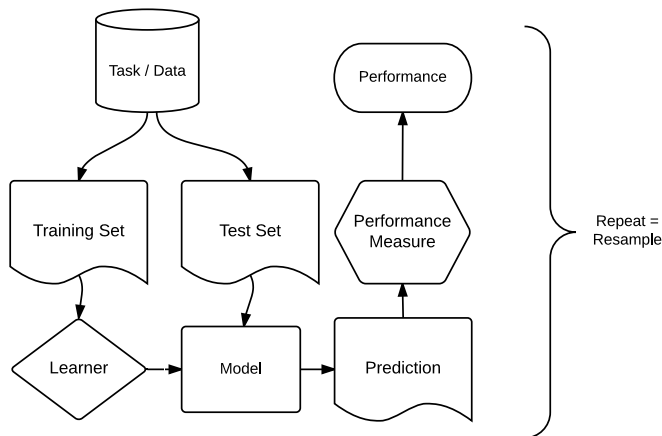 Task / Data
Performance
Training Set
Test Set
Performance
Measure
Repeat =
Resample
Learner
Model
Prediction